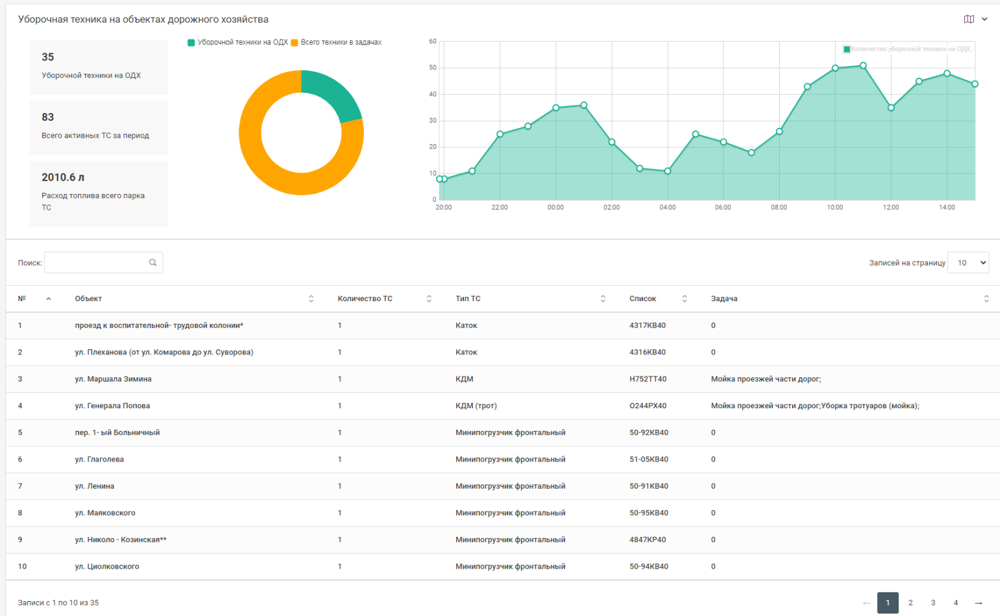 Уборочная техника на объектах дорожного хозяйства
35
Уборочной техники на ОДХ
83
Всего активных ТС за период
2010.6 л
Расход топлива всего парка
ТС
Уборочной техники на ОДХ Всего техники в задачах
Количество уборочной техники на ОДХ.
60
50
40
30
20
10
0
20:00 22:00 00:00 02:00 04:00 06:00 08:00 10:00 12:00 14:00
Поиск:
Записей на страницу 10
№ Объект Количество ТС Тип ТС Список Задача
1 проезд к воспитательной- трудовой колонии* 1 Каток 4317КВ40 0
2 ул. Плеханова (от ул. Комарова до ул. Суворова) 1 Каток 4316КВ40 0
3 ул. Маршала Зимина 1 КДМ Н752ТТ40 Мойка проезжей части дорог;
4 ул. Генерала Попова 1 КДМ (трот) О244РХ40 Мойка проезжей части дорог;Уборка тротуаров (мойка);
5 пер. 1- ый Больничный 1 Минипогрузчик фронтальный 50-92КВ40 0
6 ул. Глаголева 1 Минипогрузчик фронтальный 51-05КВ40 0
7 ул. Ленина 1 Минипогрузчик фронтальный 50-91КВ40 0
8 ул. Маяковского 1 Минипогрузчик фронтальный 50-95КВ40 0
9 ул. Николо - Козинская** 1 Минипогрузчик фронтальный 4847КР40 0
10 ул. Циолковского 1 Минипогрузчик фронтальный 50-94КВ40 0
Записи с 1 по 10 из 35
← 1 2 3 4 →